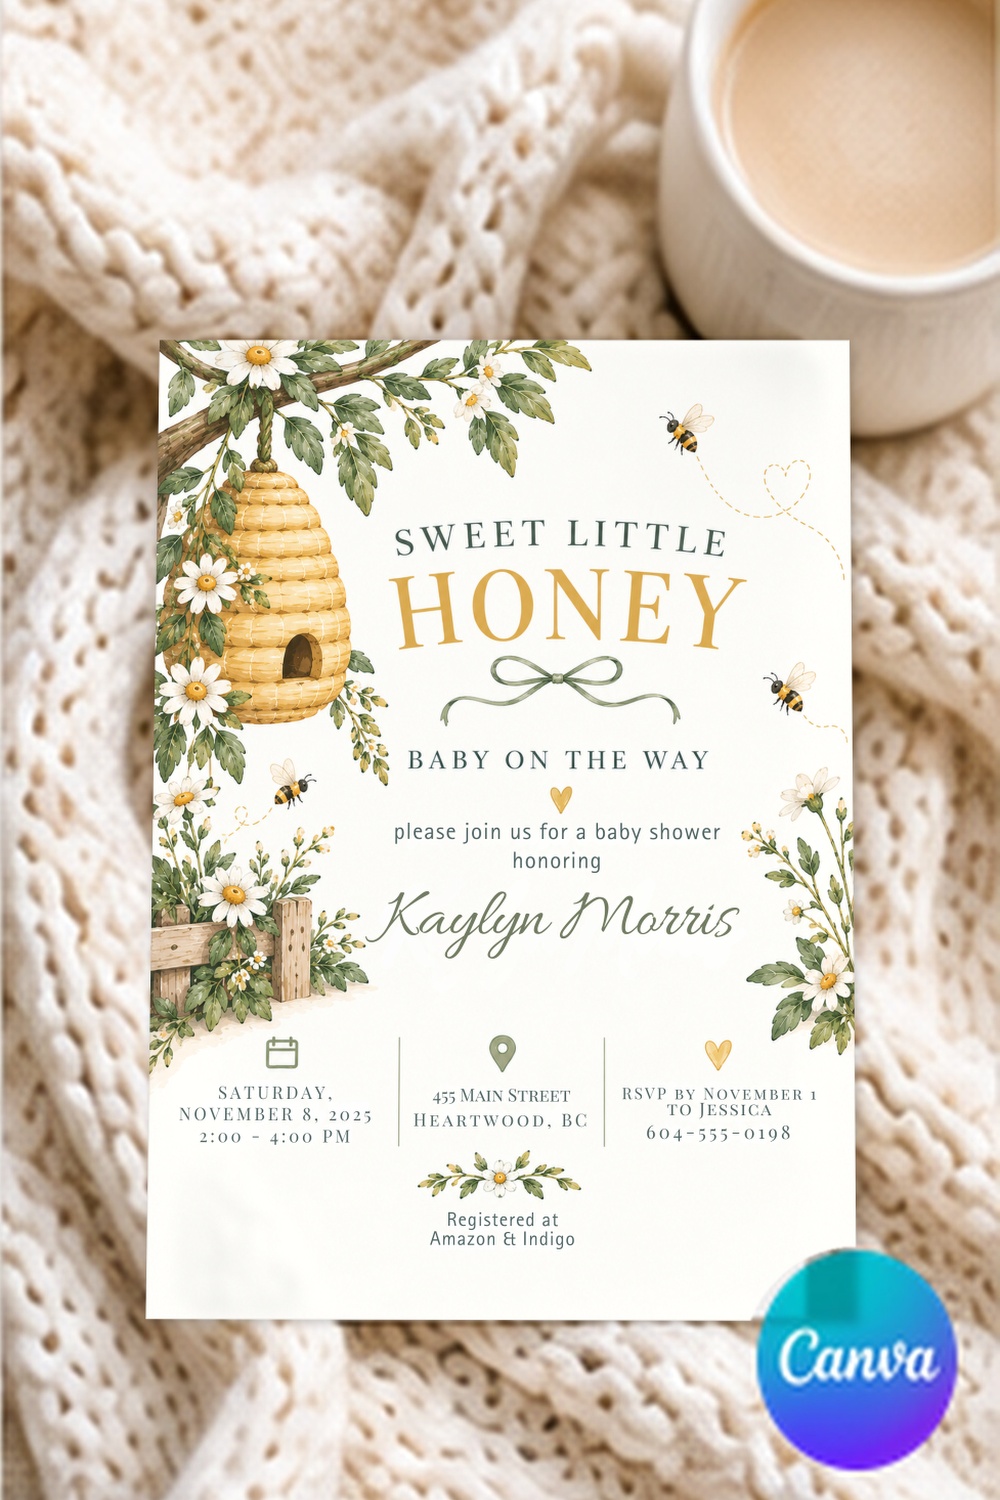 SWEET LITTLE
HONEY
BABY ON THE WAY
please join us for a baby shower
honoring
Kaylyn Morris
SATURDAY,
NOVEMBER 8, 2025
2:00 - 4:00 PM
455 Main Street
Heartwood, BC
RSVP by November 1
to Jessica
604-555-0198
Registered at
Amazon & Indigo
Canva